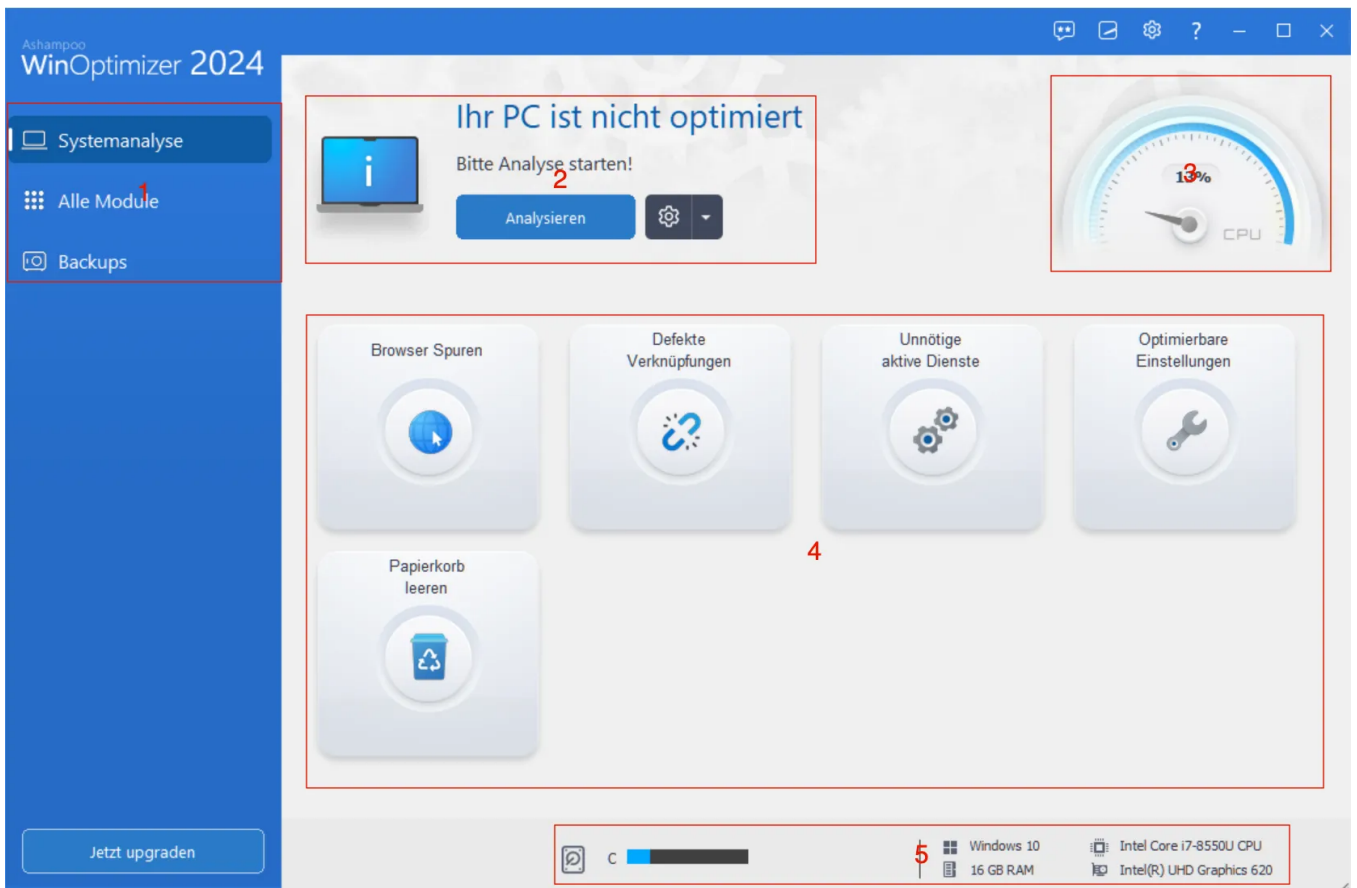 Ashampoo
WinOptimizer 2024
Systemanalyse
1
Alle Module
Backups
Ihr PC ist nicht optimiert
Bitte Analyse starten!
2
Analysieren
3
13%
CPU
Browser Spuren
Defekte
Verknüpfungen
Unnötige
aktive Dienste
Optimierbare
Einstellungen
4
Papierkorb
leeren
Jetzt upgraden
C
5
Windows 10
16 GB RAM
Intel Core i7-8550U CPU
Intel(R) UHD Graphics 620